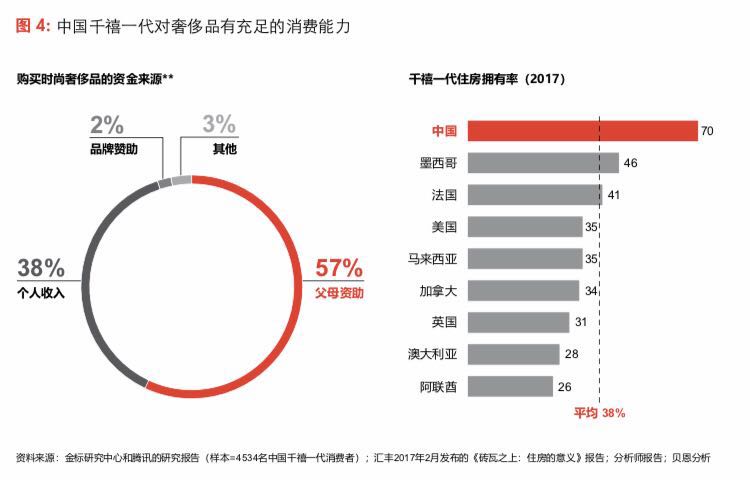 图 4: 中国千禧一代对奢侈品有充足的消费能力
购买时尚奢侈品的资金来源**
2%
品牌赞助
3%
其他
38%
个人收入
57%
父母资助
千禧一代住房拥有率（2017）
中国 70
墨西哥 46
法国 41
美国 35
马来西亚 35
加拿大 34
英国 31
澳大利亚 28
阿联酋 26
平均 38%
资料来源：金标研究中心和腾讯的研究报告（样本=4534名中国千禧一代消费者）；汇丰2017年2月发布的《砖瓦之上：住房的意义》报告；分析师报告；贝恩分析